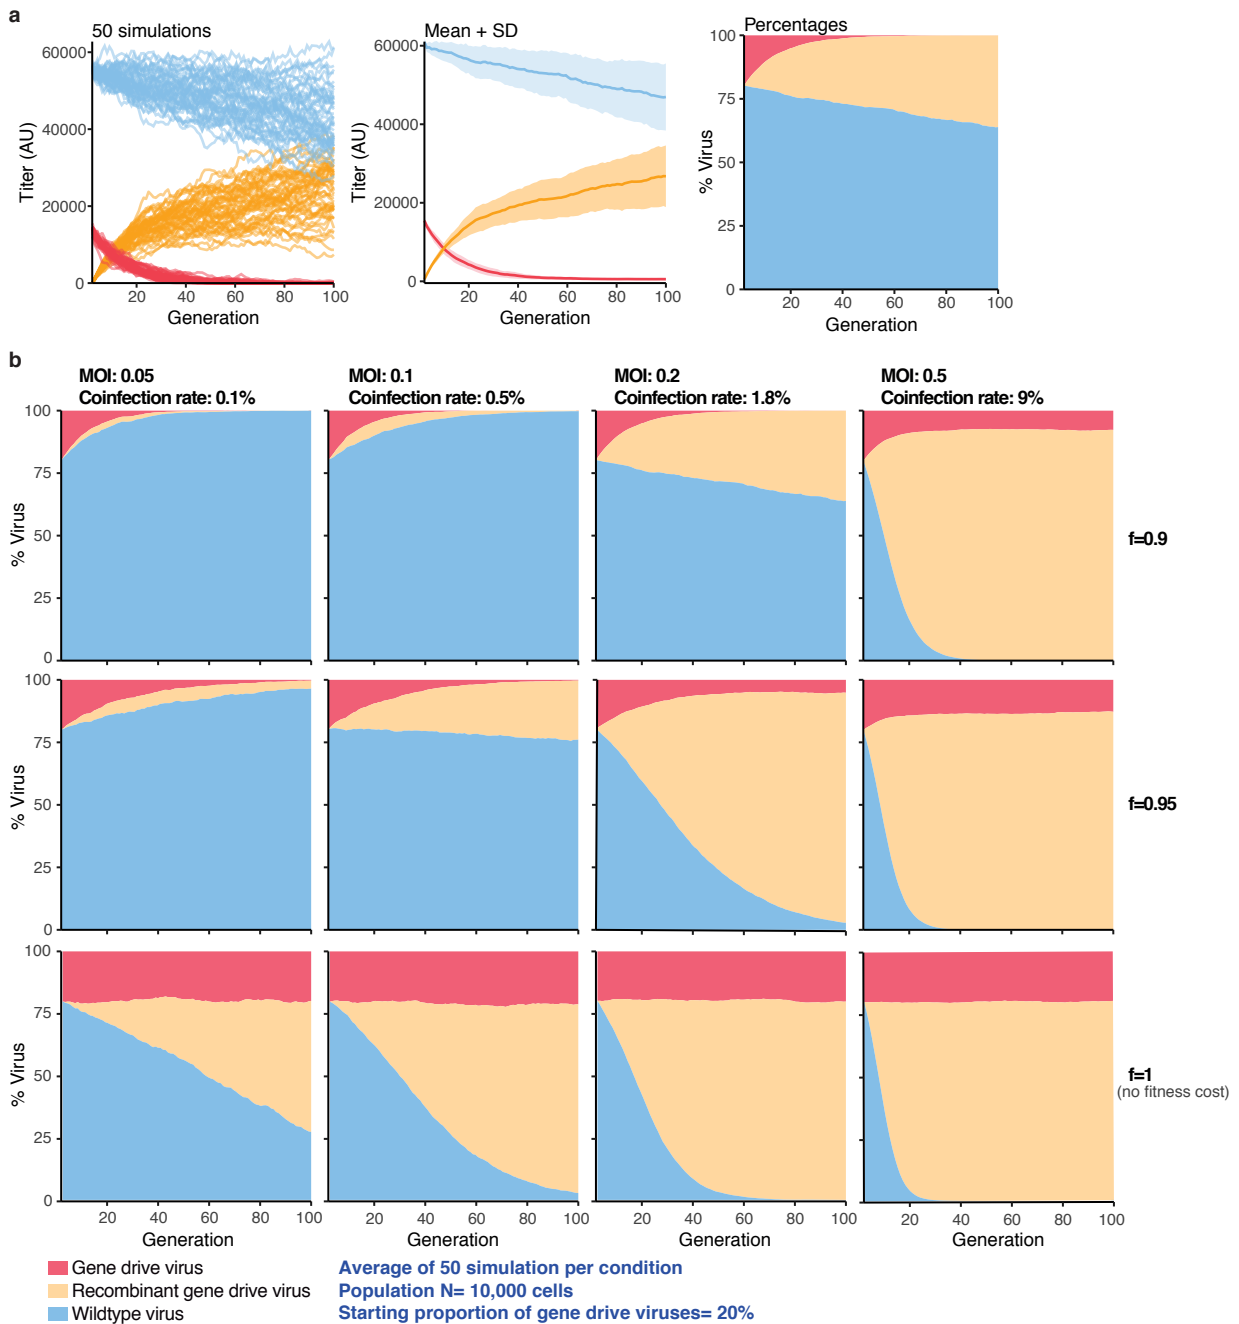 a
50 simulations
Mean + SD
Percentages
Titer (AU)
60000
40000
20000
0
20 40 60 80 100
Generation
Titer (AU)
60000
40000
20000
0
20 40 60 80 100
Generation
% Virus
100
75
50
25
0
20 40 60 80 100
Generation
b
MOI: 0.05
Coinfection rate: 0.1%
MOI: 0.1
Coinfection rate: 0.5%
MOI: 0.2
Coinfection rate: 1.8%
MOI: 0.5
Coinfection rate: 9%
% Virus
100
75
50
25
0
f=0.9
% Virus
100
75
50
25
0
f=0.95
% Virus
100
75
50
25
0
f=1
(no fitness cost)
20 40 60 80 100
20 40 60 80 100
20 40 60 80 100
20 40 60 80 100
Generation
Generation
Generation
Generation
Gene drive virus
Recombinant gene drive virus
Wildtype virus
Average of 50 simulation per condition
Population N= 10,000 cells
Starting proportion of gene drive viruses= 20%